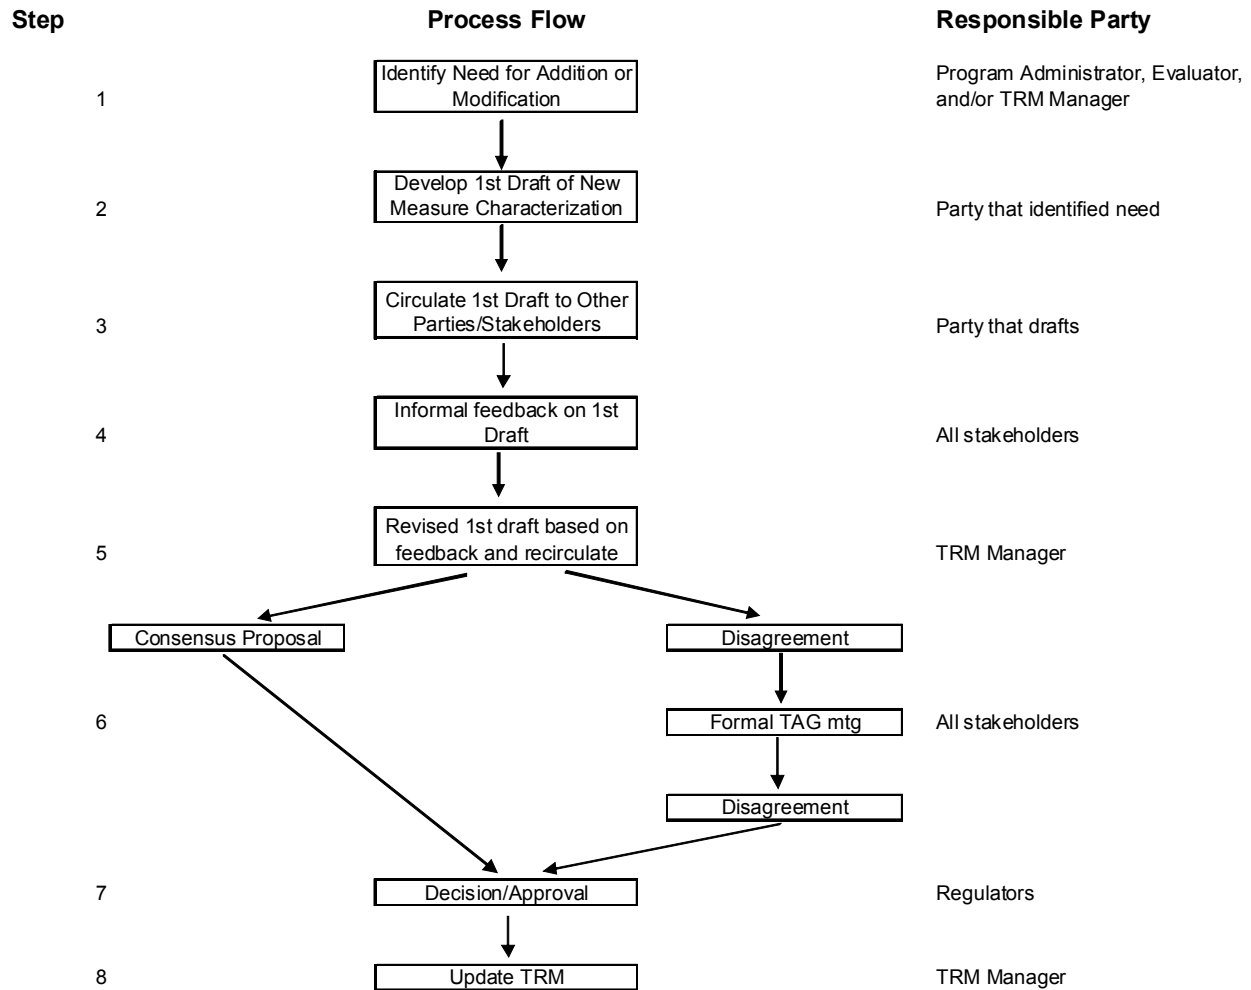 Step Process Flow Responsible Party
Identify Need for Addition or
Modification
1
Program Administrator, Evaluator,
and/or TRM Manager
Develop 1st Draft of New
Measure Characterization
2
Party that identified need
Circulate 1st Draft to Other
Parties/Stakeholders
3
Party that drafts
Informal feedback on 1st
Draft
4
All stakeholders
Revised 1st draft based on
feedback and recirculate
5
TRM Manager
Consensus Proposal
Disagreement
6
Formal TAG mtg
All stakeholders
Disagreement
7
Decision/Approval
Regulators
8
Update TRM
TRM Manager